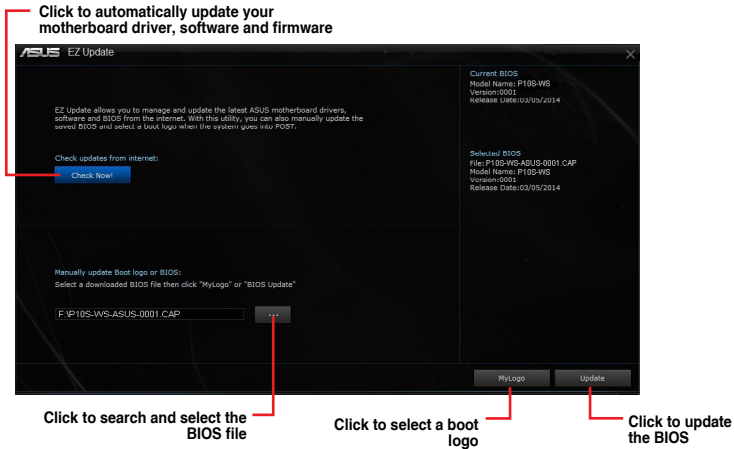 Click to automatically update your
motherboard driver, software and firmware
ASUS EZ Update
EZ Update allows you to manage and update the latest ASUS motherboard drivers,
software and BIOS from the internet. With this utility, you can also manually update the
saved BIOS and select a boot logo when the system goes into POST.
Check updates from internet:
Check Now!
Manually update Boot logo or BIOS:
Select a downloaded BIOS file then click "MyLogo" or "BIOS Update"
F:\P10S-WS-ASUS-0001.CAP
...
Current BIOS
Model Name: P10S-WS
Version:0001
Release Date:03/05/2014
Selected BIOS
File: P10S-WS-ASUS-0001.CAP
Model Name: P10S-WS
Version:0001
Release Date:03/05/2014
MyLogo
Update
Click to search and select the
BIOS file
Click to select a boot
logo
Click to update
the BIOS